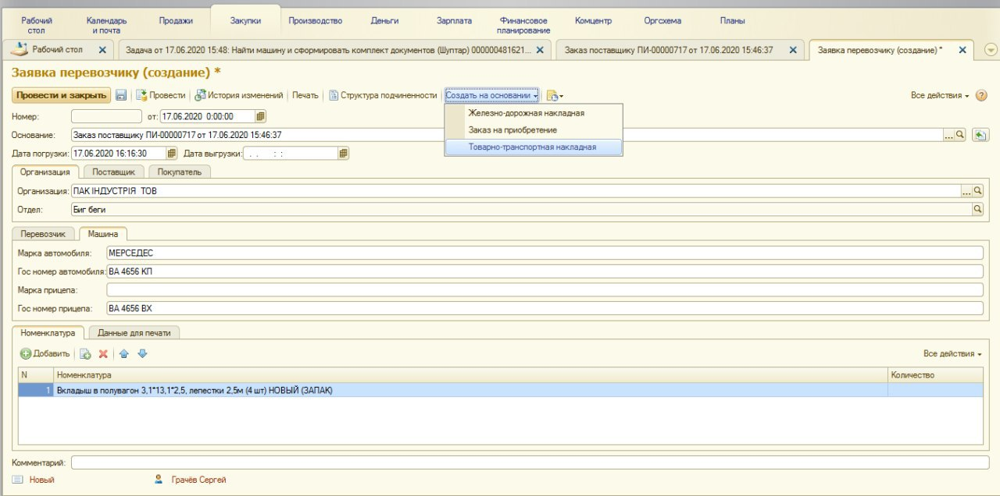 Рабочий стол
Календарь и почта
Продажи
Закупки
Производство
Деньги
Зарплата
Финансовое планирование
Комцентр
Оргсхема
Планы
Рабочий стол
Задача от 17.06.2020 15:48: Найти машину и сформировать комплект документов (Шуптар) 000000481621...
Заказ поставщику ПИ-00000717 от 17.06.2020 15:46:37
Заявка перевозчику (создание) *
Заявка перевозчику (создание) *
Провести и закрыть
Провести
История изменений
Печать
Структура подчиненности
Создать на основании
Все действия
Железно-дорожная накладная
Заказ на приобретение
Товарно-транспортная накладная
Номер:
от: 17.06.2020 0:00:00
Основание: Заказ поставщику ПИ-00000717 от 17.06.2020 15:46:37
Дата погрузки: 17.06.2020 16:16:30 Дата выгрузки: . . : :
Организация Поставщик Покупатель
Организация: ПАК ІНДУСТРІЯ ТОВ
Отдел: Биг беги
Перевозчик Машина
Марка автомобиля: МЕРСЕДЕС
Гос номер автомобиля: ВА 4656 КП
Марка прицепа:
Гос номер прицепа: ВА 4656 ВХ
Номенклатура Данные для печати
Добавить
Все действия
N Номенклатура Количество
1 Вкладыш в полувагон 3,1*13,1*2,5, лепестки 2,5м (4 шт) НОВЫЙ (ЗАПАК)
Комментарий:
Новый Грачёв Сергей